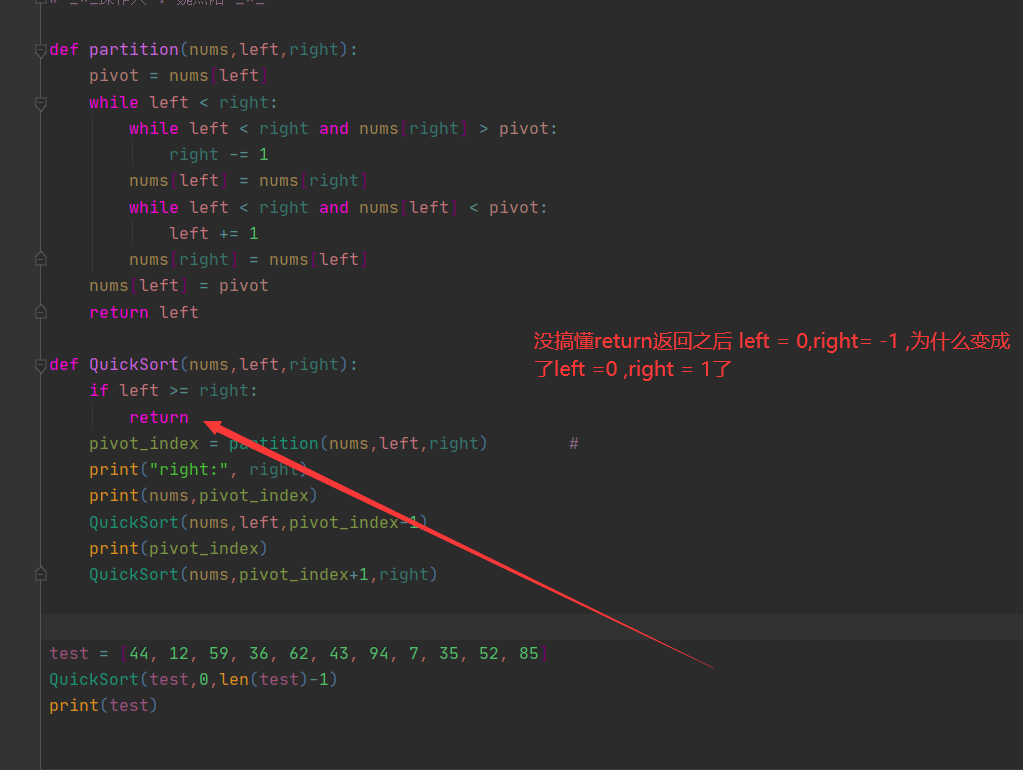 def partition(nums,left,right):
    pivot = nums[left]
    while left < right:
        while left < right and nums[right] > pivot:
            right -= 1
        nums[left] = nums[right]
        while left < right and nums[left] < pivot:
            left += 1
        nums[right] = nums[left]
    nums[left] = pivot
    return left
def QuickSort(nums,left,right):
没搞懂return返回之后 left = 0,right= -1 ,为什么变成
了left =0 ,right = 1了
    if left >= right:
        return
    pivot_index = partition(nums,left,right)        #
    print("right:", right)
    print(nums,pivot_index)
    QuickSort(nums,left,pivot_index-1)
    print(pivot_index)
    QuickSort(nums,pivot_index+1,right)
test = [44, 12, 59, 36, 62, 43, 94, 7, 35, 52, 85]
QuickSort(test,0,len(test)-1)
print(test)